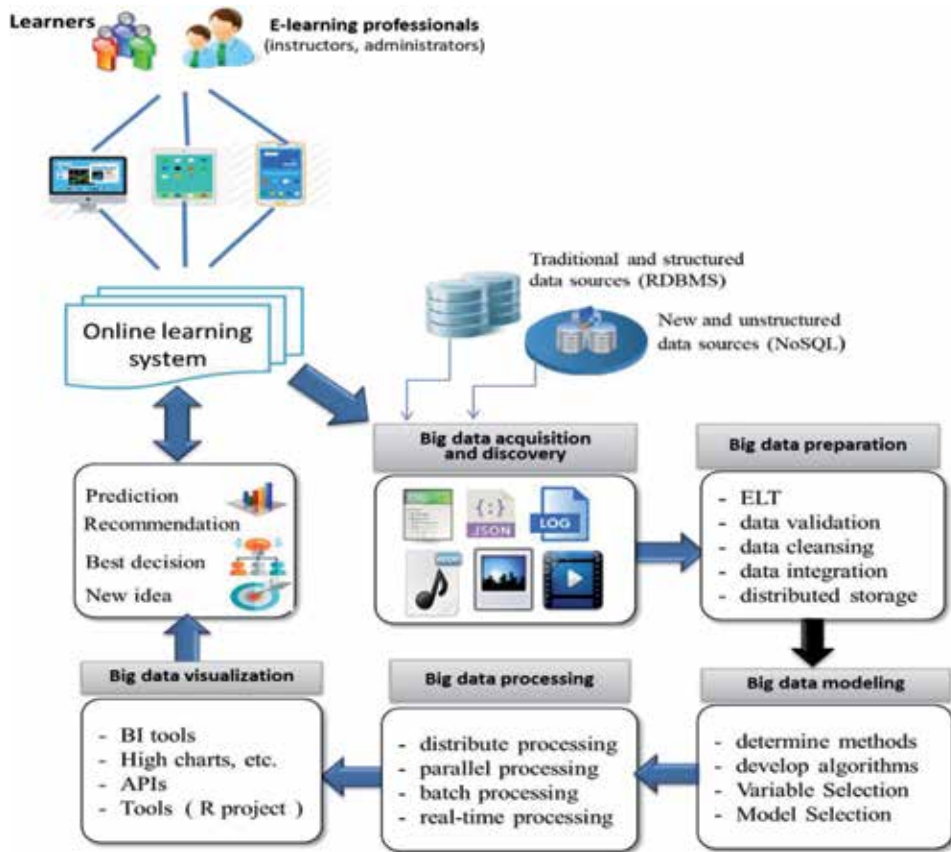 Learners
E-learning professionals
(instructors, administrators)
Online learning
system
Traditional and structured
data sources (RDBMS)
New and unstructured
data sources (NoSQL)
Big data acquisition
and discovery
{:}
JSON
LOG
Big data preparation
- ELT
- data validation
- data cleansing
- data integration
- distributed storage
Big data modeling
- determine methods
- develop algorithms
- Variable Selection
- Model Selection
Big data processing
- distribute processing
- parallel processing
- batch processing
- real-time processing
Big data visualization
- BI tools
- High charts, etc.
- APIs
- Tools ( R project )
Prediction
Recommendation
Best decision
New idea